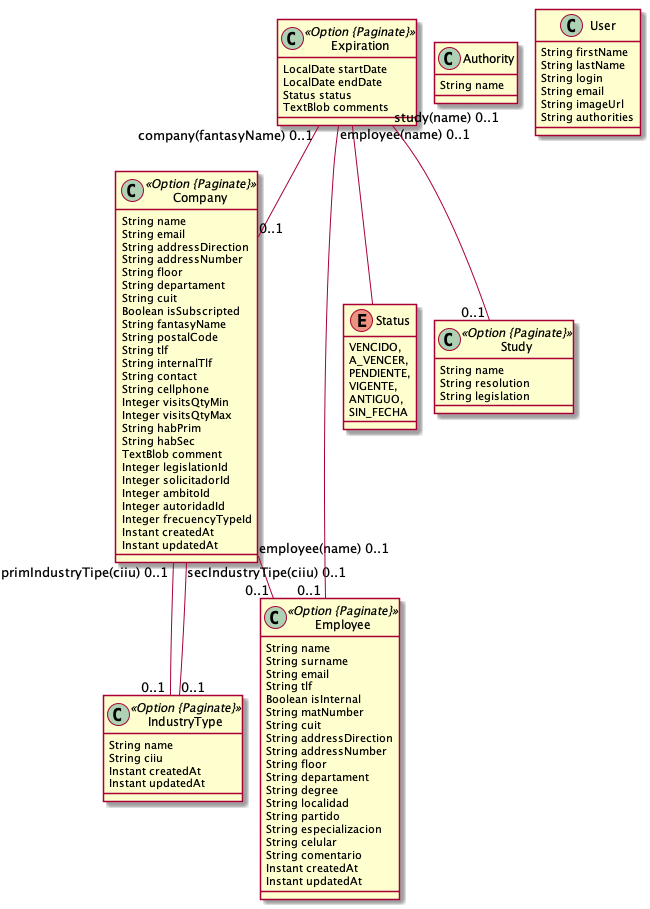 C «Option {Paginate}»
Expiration
LocalDate startDate
LocalDate endDate
Status status
TextBlob comments
C Authority
String name
C User
String firstName
String lastName
String login
String email
String imageUrl
String authorities
company(fantasyName) 0..1
study(name) 0..1
employee(name) 0..1
C «Option {Paginate}»
Company
String name
String email
String addressDirection
String addressNumber
String floor
String departament
String cuit
Boolean isSubscripted
String fantasyName
String postalCode
String tlf
String internalTlf
String contact
String cellphone
Integer visitsQtyMin
Integer visitsQtyMax
String habPrim
String habSec
TextBlob comment
Integer legislationId
Integer solicitadorId
Integer ambitoId
Integer autoridadId
Integer frecuencyTypeId
Instant createdAt
Instant updatedAt
0..1
E Status
VENCIDO,
A_VENCER,
PENDIENTE,
VIGENTE,
ANTIGUO,
SIN_FECHA
0..1
C «Option {Paginate}»
Study
String name
String resolution
String legislation
employee(name) 0..1
primIndustryTipe(ciiu) 0..1
secIndustryTipe(ciiu) 0..1
0..1
0..1
C «Option {Paginate}»
Employee
String name
String surname
String email
String tlf
Boolean isInternal
String matNumber
String cuit
String addressDirection
String addressNumber
String floor
String departament
String degree
String localidad
String partido
String especializacion
String celular
String comentario
Instant createdAt
Instant updatedAt
0..1
0..1
C «Option {Paginate}»
IndustryType
String name
String ciiu
Instant createdAt
Instant updatedAt